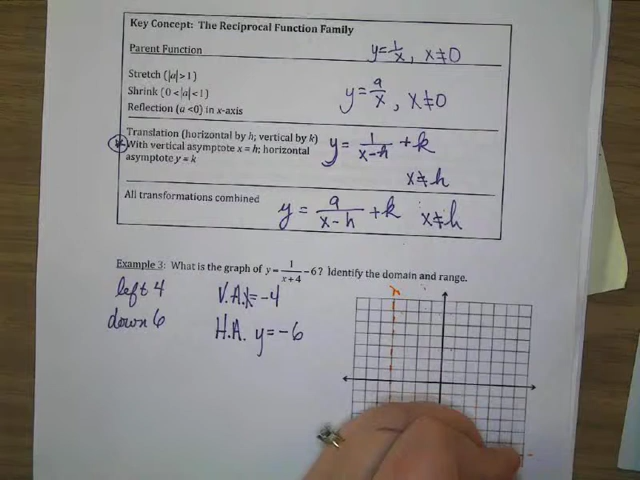 Key Concept: The Reciprocal Function Family
Parent Function y=1/x, x≠0
Stretch (|a|>1)
Shrink (0<|a|<1) y=a/x, x≠0
Reflection (a<0) in x-axis
Translation (horizontal by h; vertical by k) y=1/(x-h)+k
With vertical asymptote x=h; horizontal
asymptote y=k x≠h
All transformations combined y=a/(x-h)+k x≠h
Example 3: What is the graph of y=1/(x+4)-6? Identify the domain and range.
left 4 V.A. x=-4
down 6 H.A. y=-6